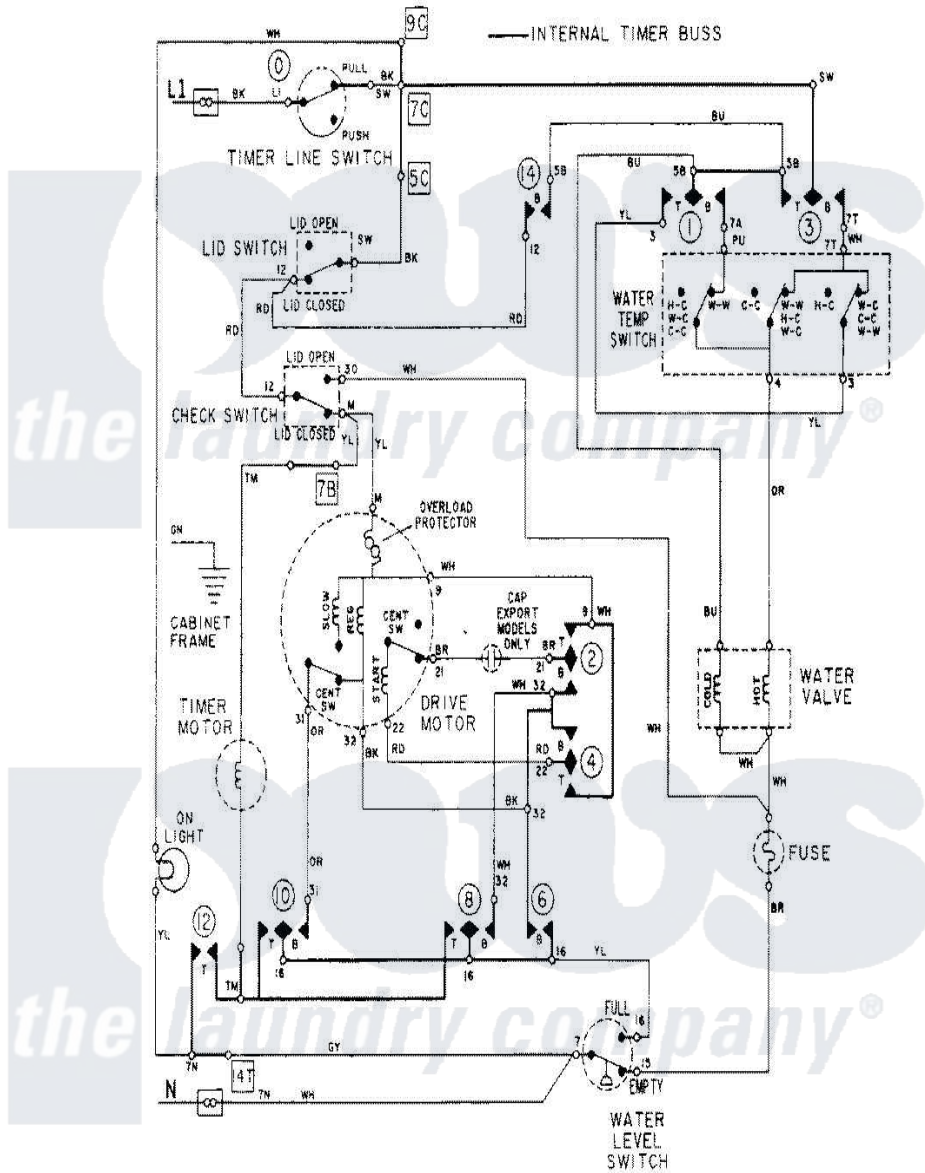 9C
WH
INTERNAL TIMER BUSS
0
PULL
BK
SW
SW
L1
BK
L1
7C
PUSH
TIMER LINE SWITCH
BU
BU
5C
14
5B
5B
5B
B
T
B
T
B
LID OPEN
1
3
YL
3
7A
7T
LID SWITCH
SW
12
PU
7T
WH
12
BK
LID CLOSED
RD
RD
RD
WATER
TEMP
SWITCH
H-C
W-C
C-C
W-W
C-C
W-W
H-C
W-C
H-C
W-C
C-C
W-W
LID OPEN
30
WH
4
3
12
CHECK SWITCH
M
YL
LID CLOSED
YL
YL
the laundry company®
TM
7B
M
OR
OVERLOAD
PROTECTOR
GN
WH
9
CABINET
FRAME
SLOW
REG
CENT
SW
CAP
EXPORT
MODELS
ONLY
9
WH
T
BU
START
BR
21
BR
21
2
B
CENT
SW
WH
32
COLD
HOT
WATER
VALVE
TIMER
MOTOR
DRIVE
MOTOR
31
OR
32
BK
22
RD
B
RD
22
4
T
WH
WH
WH
BK
32
ON
LIGHT
FUSE
OR
31
WH
32
BR
10
8
6
12
YL
T
B
T
B
B
T
16
16
16
YL
TM
FULL
16
the laundry company®
7
GY
15
7N
14T
EMPTY
N
7N
WH
WATER
LEVEL
SWITCH